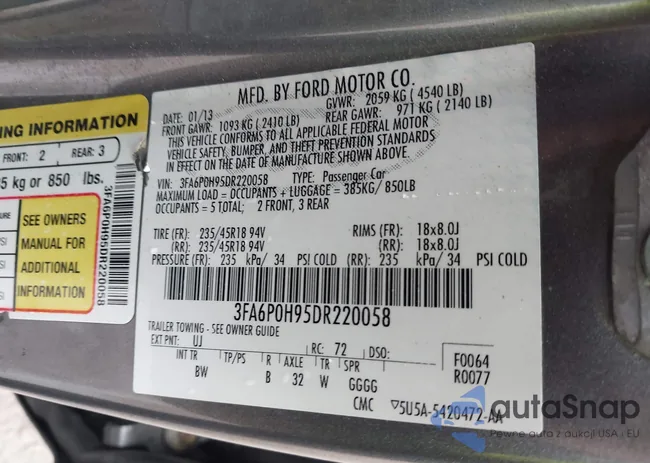 MFD. BY FORD MOTOR CO.
DATE: 01/13 GVWR: 2059 KG (4540 LB)
FRONT GAWR: 1093 KG (2410 LB) REAR GAWR: 971 KG (2140 LB)
THIS VEHICLE CONFORMS TO ALL APPLICABLE FEDERAL MOTOR
VEHICLE SAFETY, BUMPER, AND THEFT PREVENTION STANDARDS
IN EFFECT ON THE DATE OF MANUFACTURE SHOWN ABOVE.
VIN: 3FA6P0H95DR220058 TYPE: Passenger Car
MAXIMUM LOAD = OCCUPANTS + LUGGAGE = 385KG/850LB
OCCUPANTS = 5 TOTAL; 2 FRONT, 3 REAR
TIRE (FR): 235/45R18 94V RIMS (FR): 18x8.0J
(RR): 235/45R18 94V (RR): 18x8.0J
PRESSURE (FR): 235 kPa/ 34 PSI COLD (RR): 235 kPa/ 34 PSI COLD
3FA6P0H95DR220058
TRAILER TOWING - SEE OWNER GUIDE
EXT PNT: UJ RC: 72 DSO: F0064
INT TR TP/PS R AXLE TR SPR R0077
BW B 32 W GGGG
CMC ▽5U5A-5420472-AA
ING INFORMATION
FRONT: 2 REAR: 3
5 kg or 850 lbs.
SEE OWNERS
MANUAL FOR
ADDITIONAL
INFORMATION
3FA6P0H95DR220058
autaSnap
Pewne auta z aukcji USA i EU